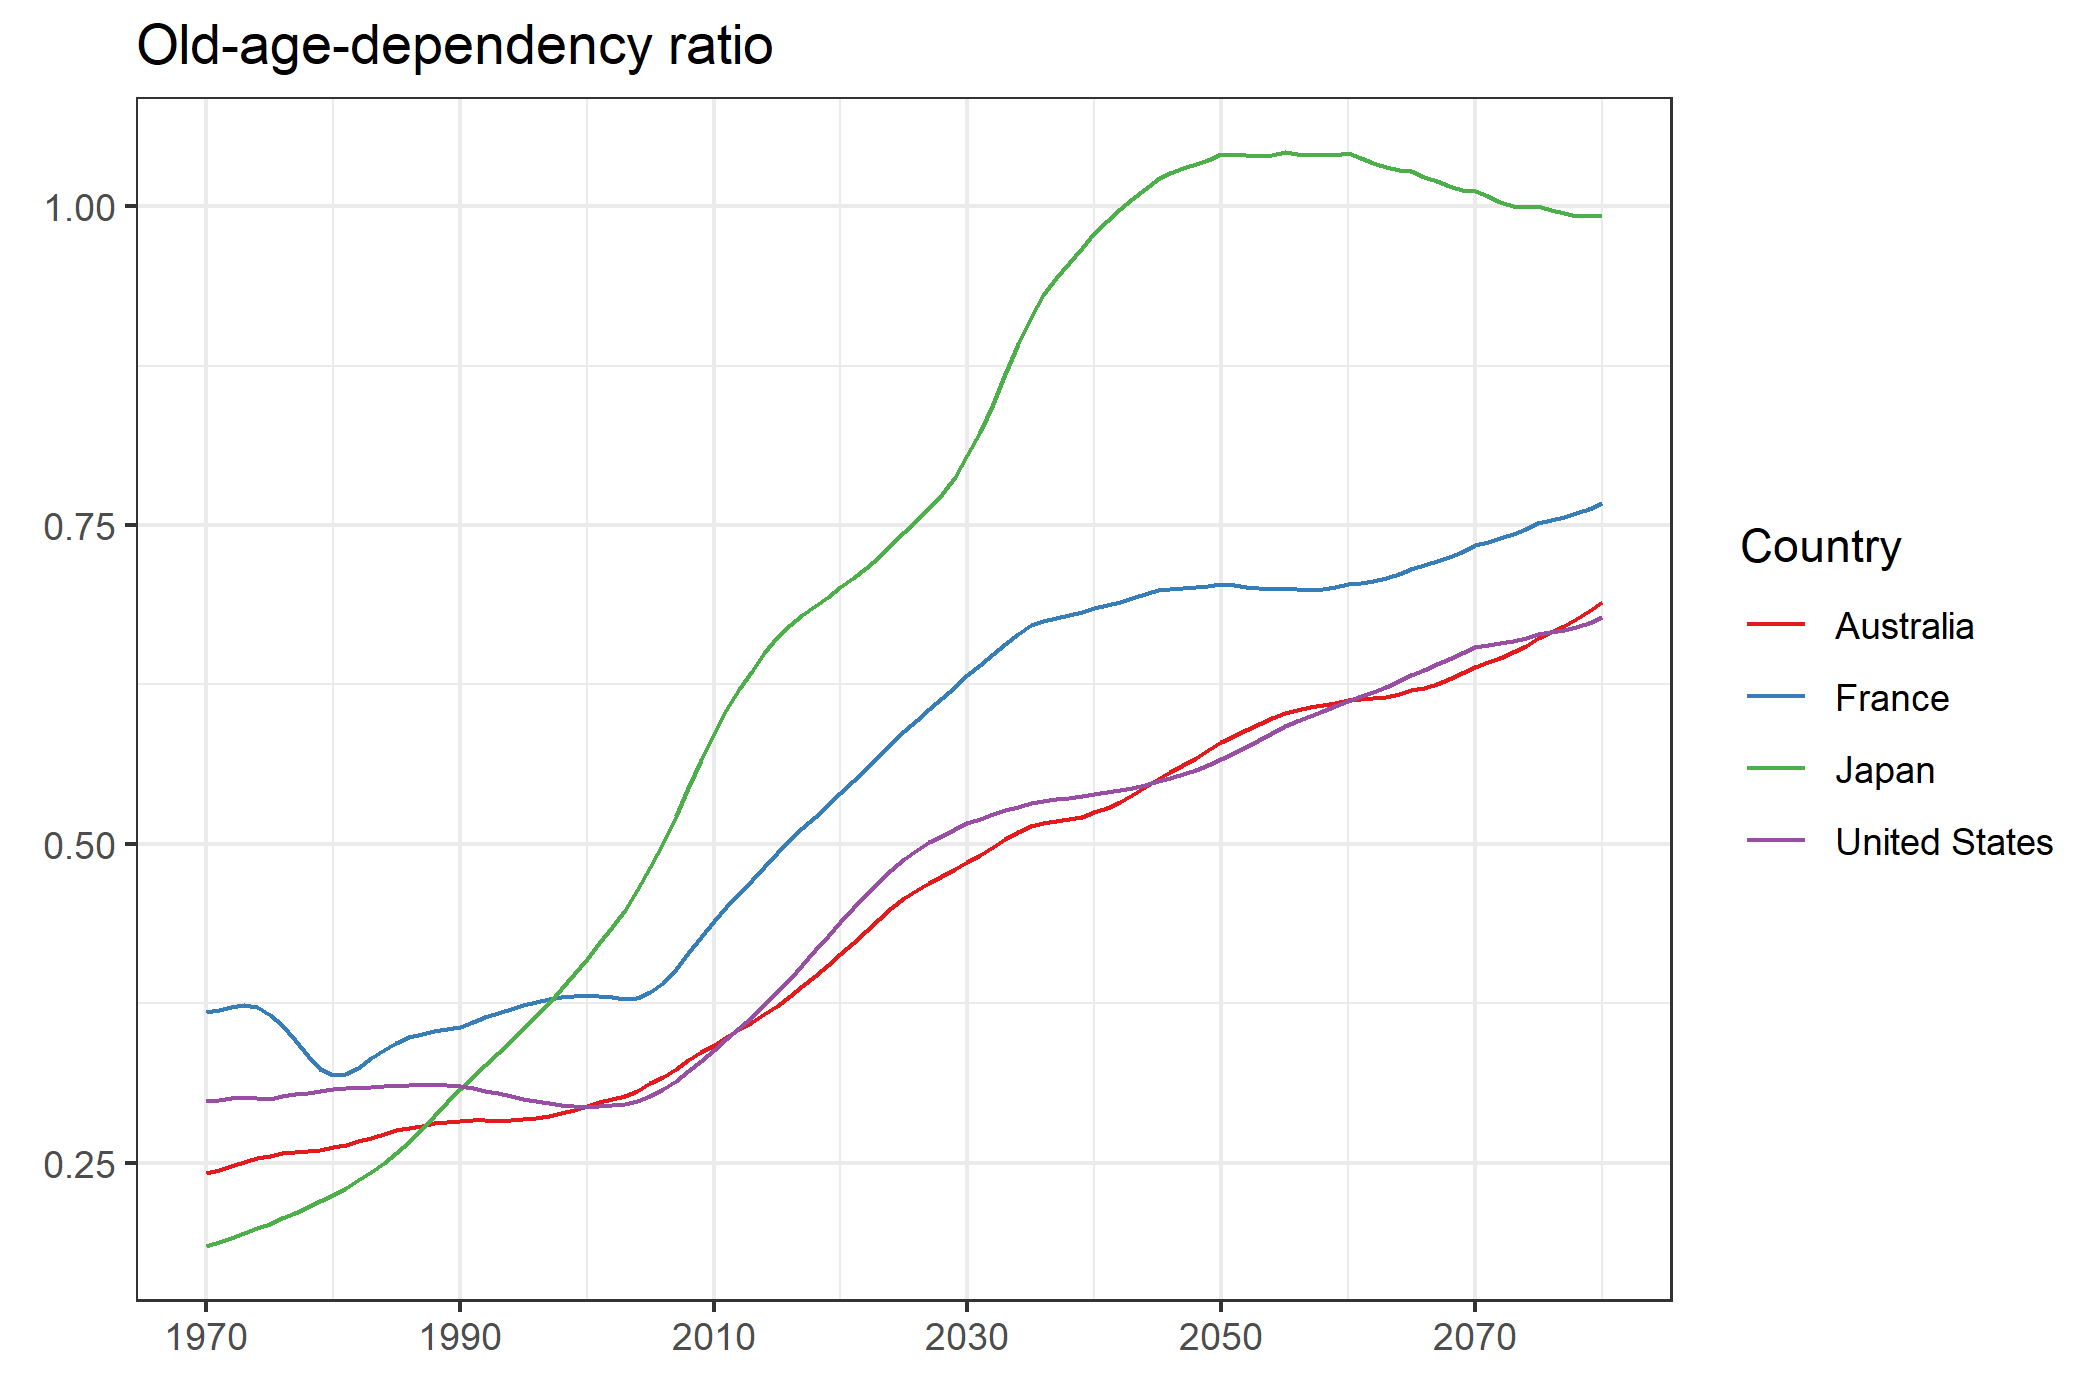 Old-age-dependency ratio
1.00
0.75
0.50
0.25
1970 1990 2010 2030 2050 2070
Country
Australia
France
Japan
United States